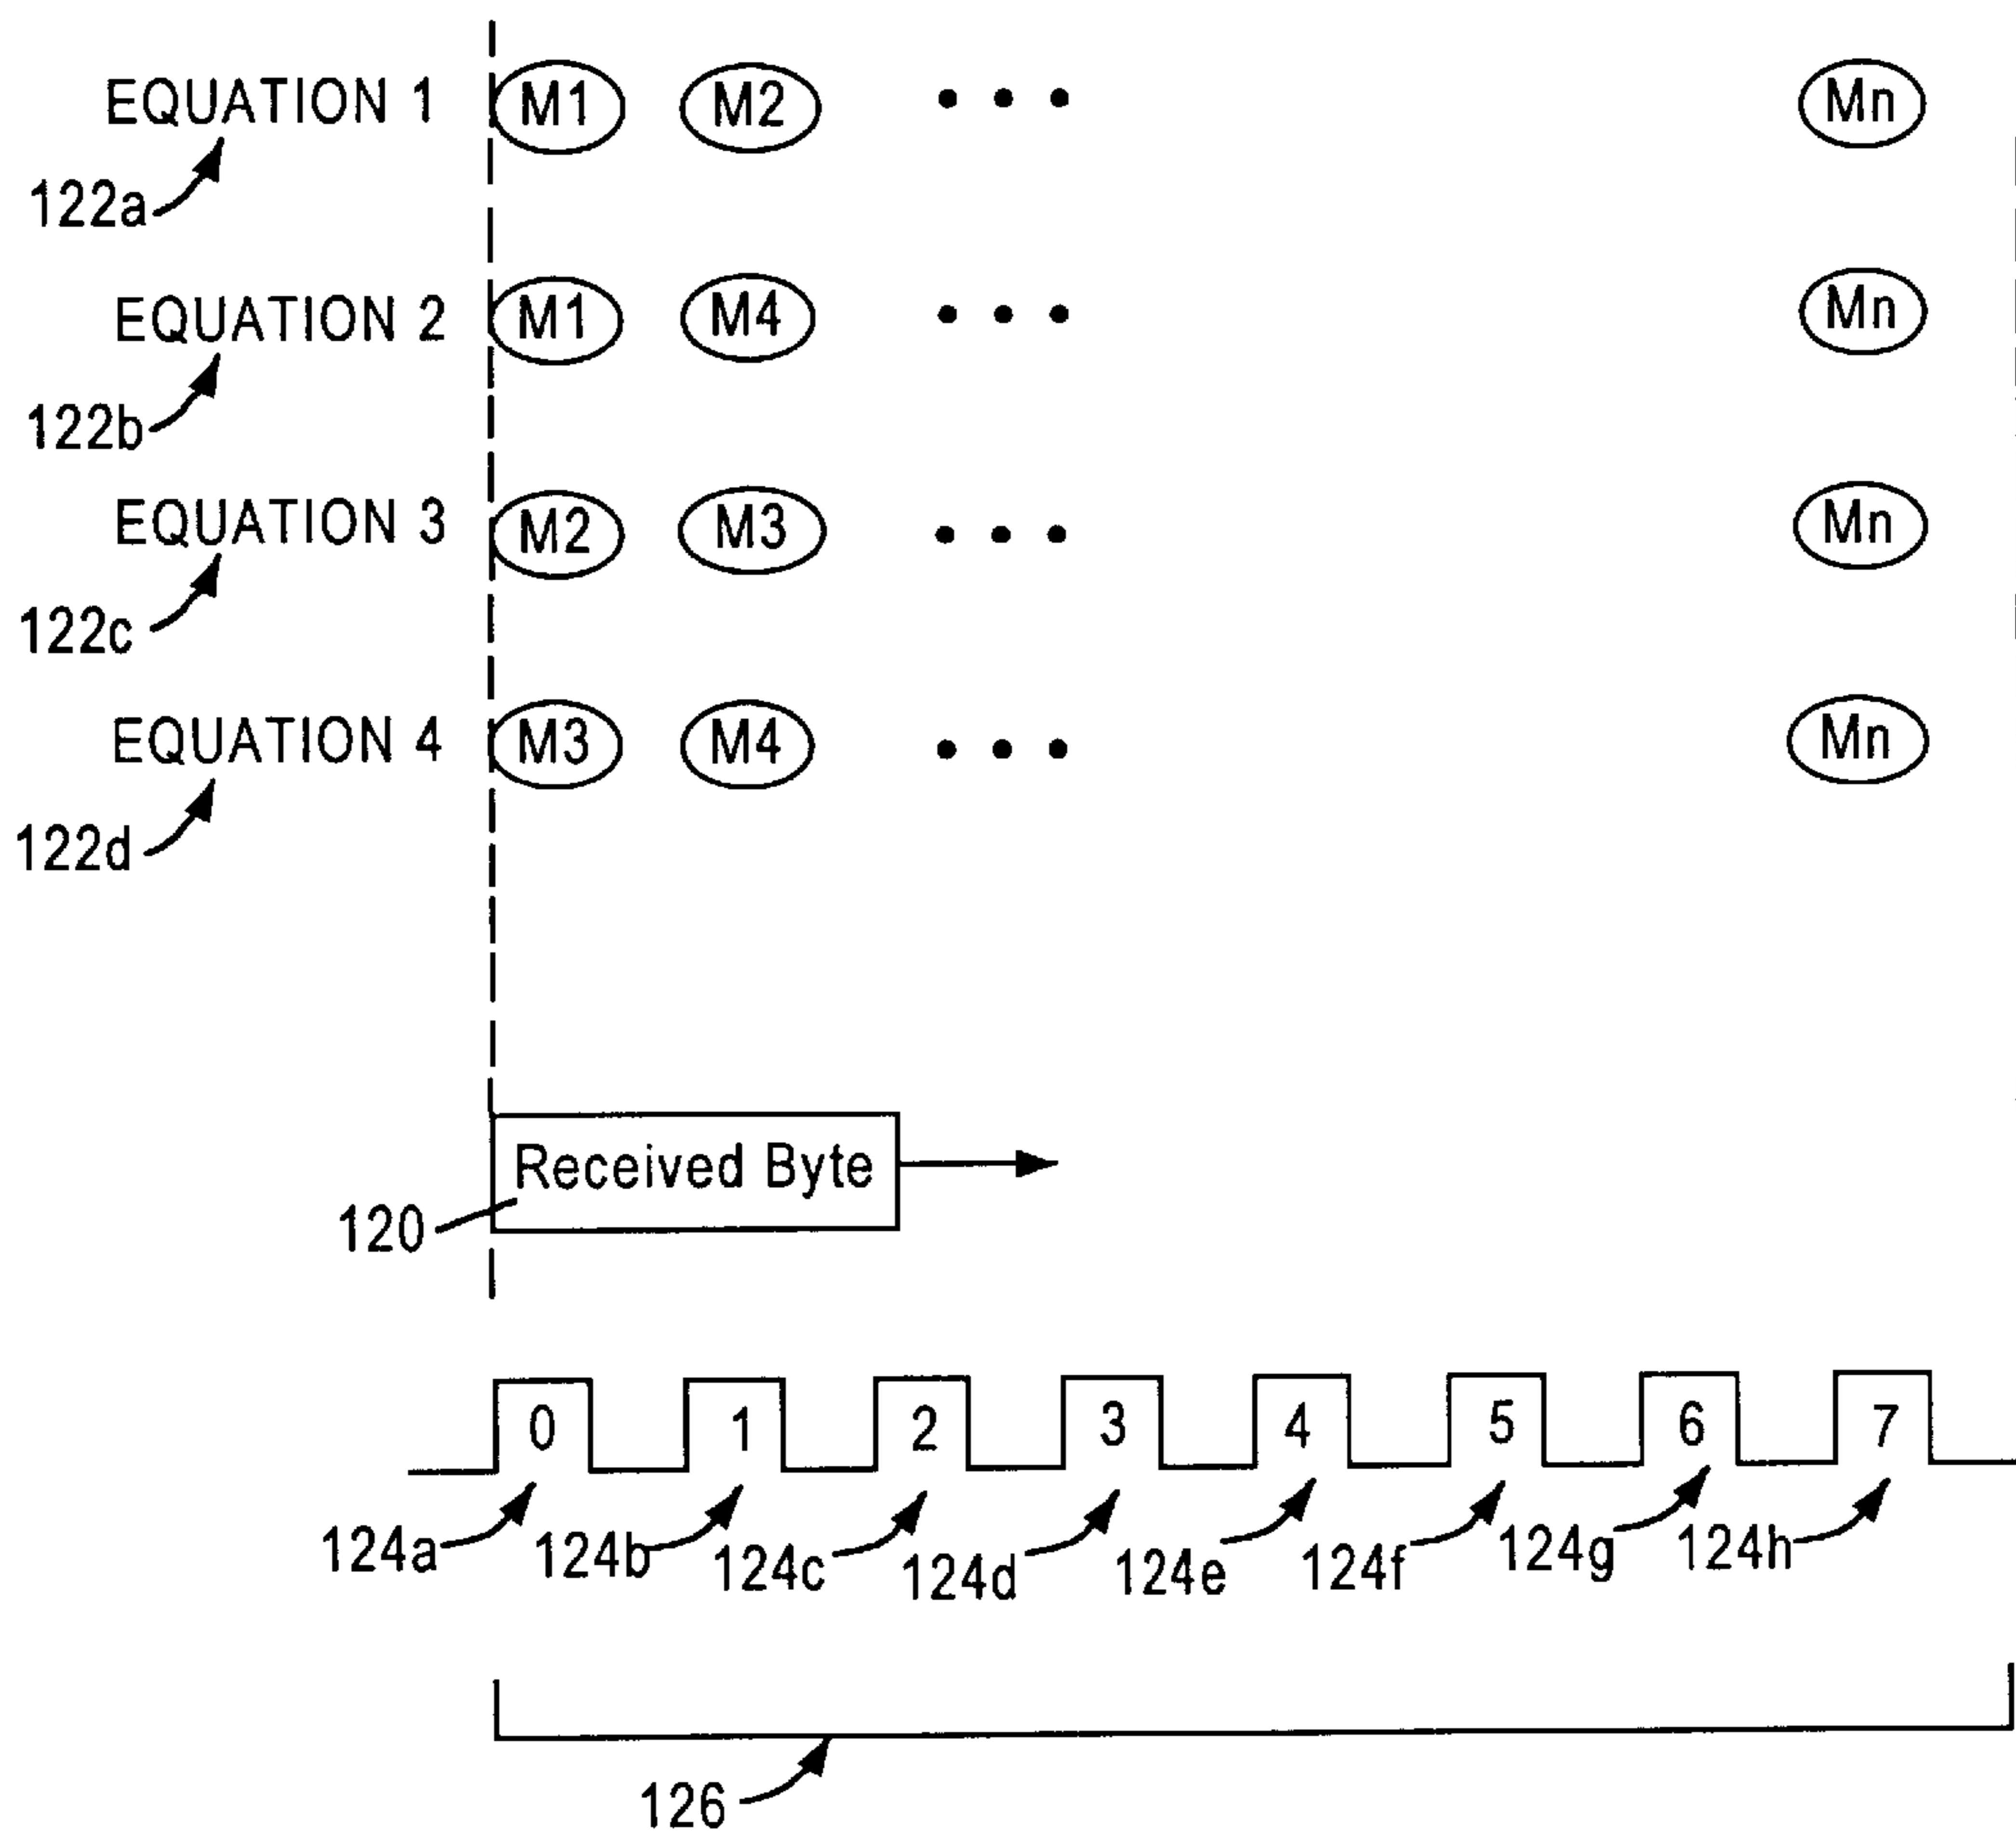 EQUATION 1 M1 M2 • • • Mn
122a
EQUATION 2 M1 M4 • • • Mn
122b
EQUATION 3 M2 M3 • • • Mn
122c
EQUATION 4 M3 M4 • • • Mn
122d
Received Byte
120
0 1 2 3 4 5 6 7
124a 124b 124c 124d 124e 124f 124g 124h
126